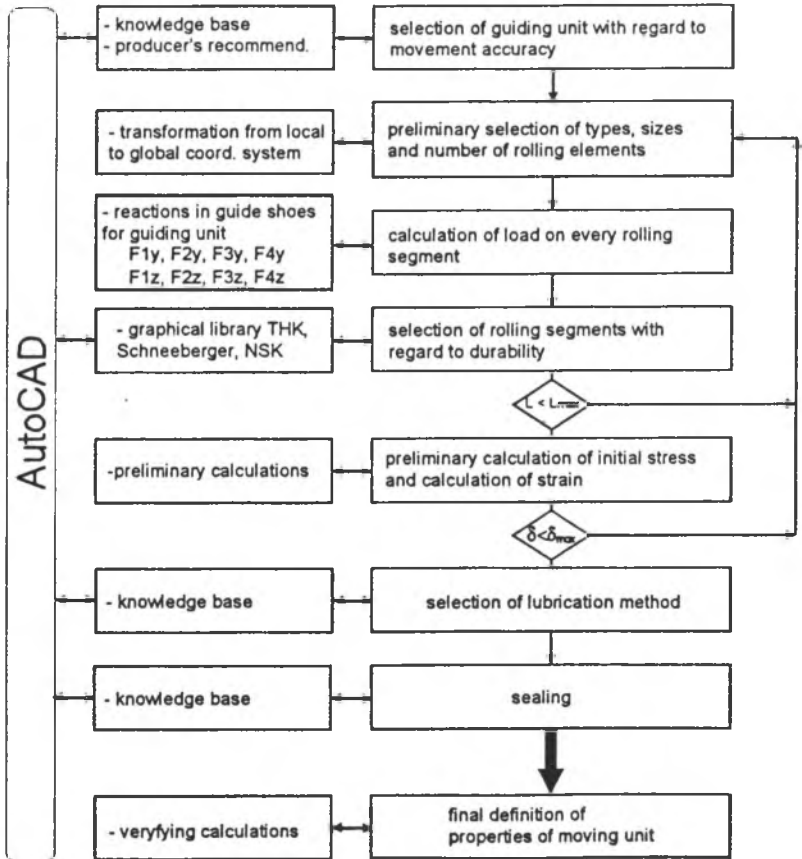 AutoCAD
- knowledge base
- producer's recommend.
selection of guiding unit with regard to
movement accuracy
- transformation from local
to global coord. system
preliminary selection of types, sizes
and number of rolling elements
- reactions in guide shoes
for guiding unit
F1y, F2y, F3y, F4y
F1z, F2z, F3z, F4z
calculation of load on every rolling
segment
- graphical library THK,
Schneeberger, NSK
selection of rolling segments with
regard to durability
L < Lmax
-preliminary calculations
preliminary calculation of initial stress
and calculation of strain
δ<δmax
- knowledge base
selection of lubrication method
- knowledge base
sealing
- veryfying calculations
final definition of
properties of moving unit